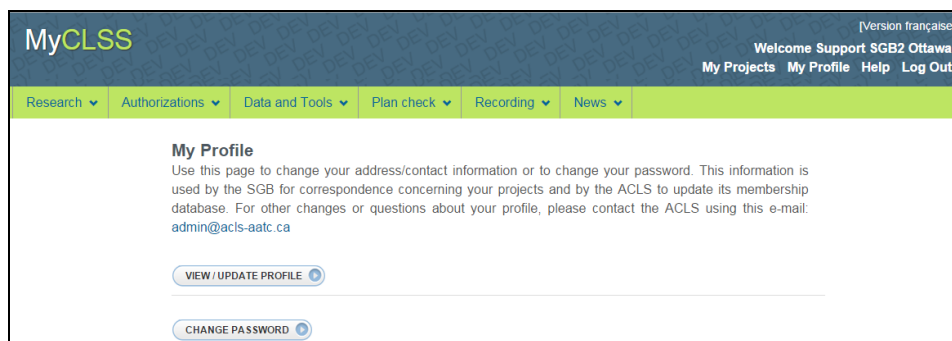 MyCLSS
[Version française
Welcome Support SGB2 Ottawa
My Projects My Profile Help Log Out
Research Authorizations Data and Tools Plan check Recording News
My Profile
Use this page to change your address/contact information or to change your password. This information is
used by the SGB for correspondence concerning your projects and by the ACLS to update its membership
database. For other changes or questions about your profile, please contact the ACLS using this e-mail:
admin@acls-aatc.ca
VIEW / UPDATE PROFILE
CHANGE PASSWORD